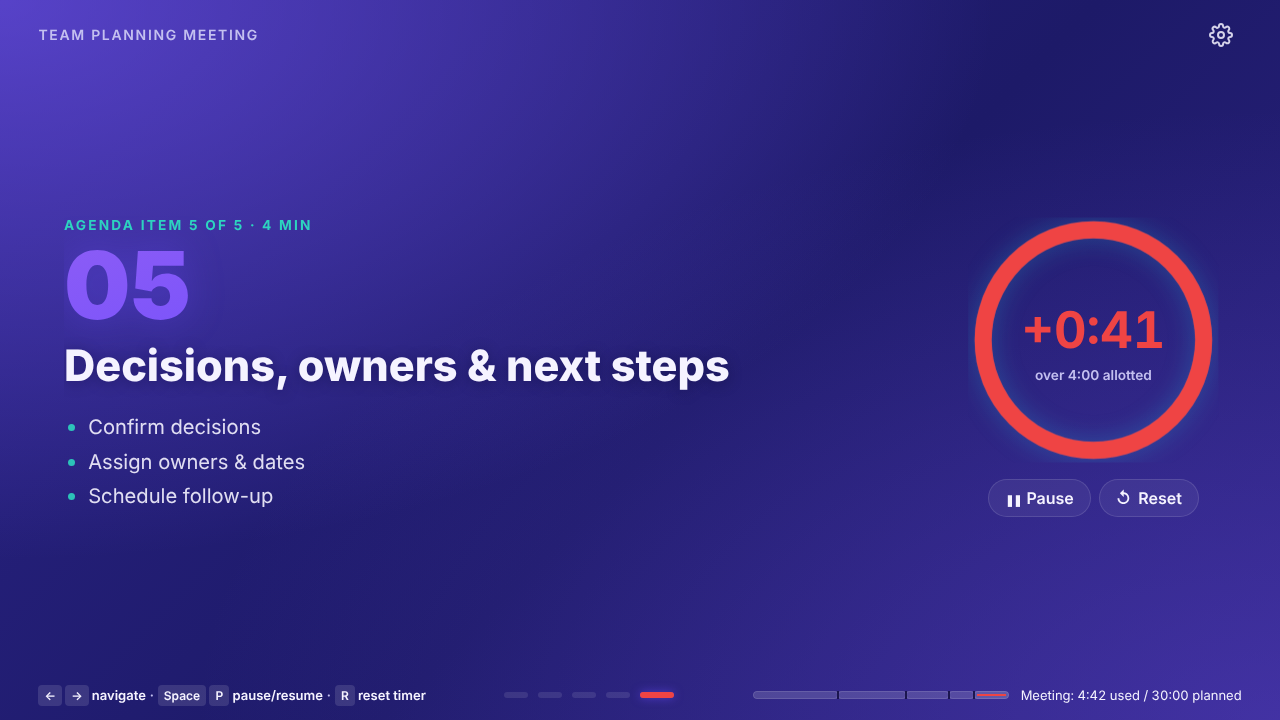 TEAM PLANNING MEETING
AGENDA ITEM 5 OF 5 · 4 MIN
05
Decisions, owners & next steps
Confirm decisions
Assign owners & dates
Schedule follow-up
+0:41
over 4:00 allotted
Pause
Reset
← → navigate · Space P pause/resume · R reset timer
Meeting: 4:42 used / 30:00 planned